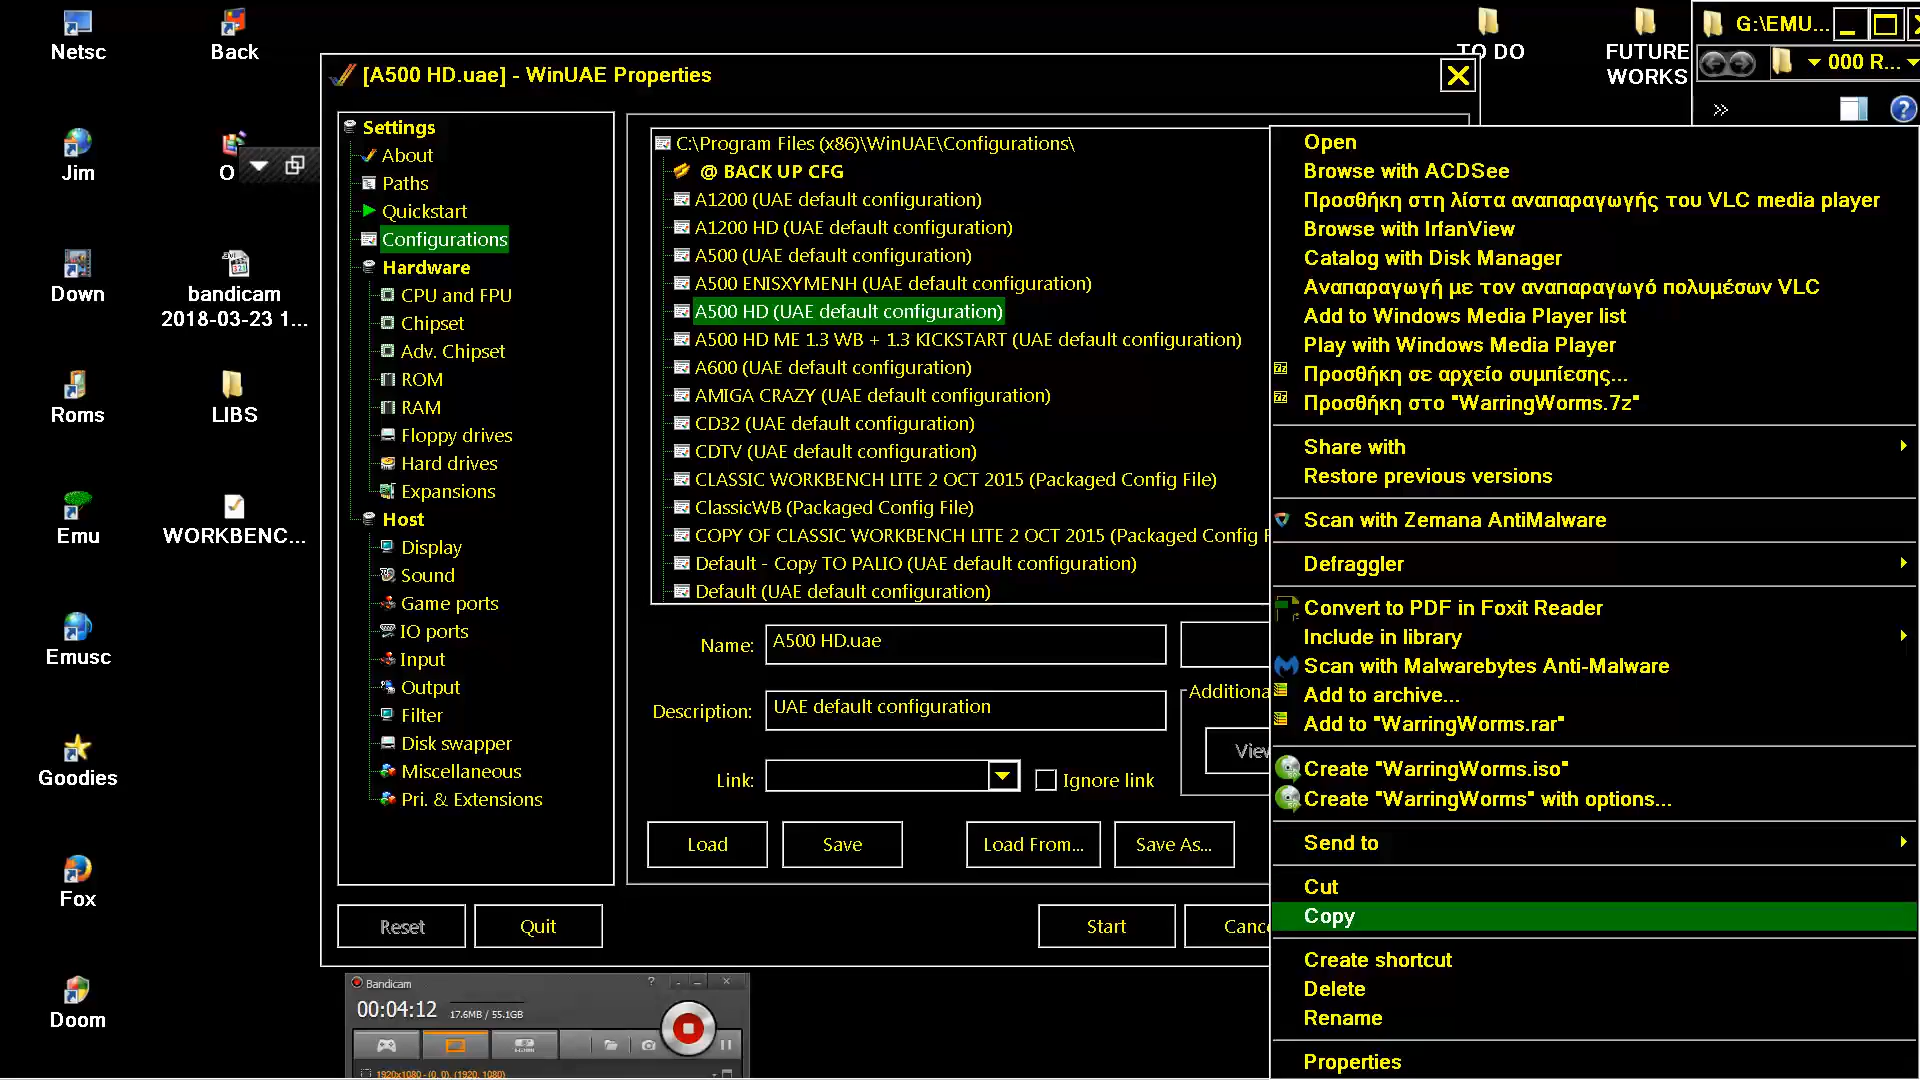 Netsc
Back
Jim
O
Down
bandicam
2018-03-23 1...
Roms
LIBS
Emu
WORKBENC...
Emusc
Goodies
Fox
Doom
TO DO
FUTURE
WORKS
G:\EMU...
000 R...
»
[A500 HD.uae] - WinUAE Properties
Settings
About
Paths
Quickstart
Configurations
Hardware
CPU and FPU
Chipset
Adv. Chipset
ROM
RAM
Floppy drives
Hard drives
Expansions
Host
Display
Sound
Game ports
IO ports
Input
Output
Filter
Disk swapper
Miscellaneous
Pri. & Extensions
C:\Program Files (x86)\WinUAE\Configurations\
@ BACK UP CFG
A1200 (UAE default configuration)
A1200 HD (UAE default configuration)
A500 (UAE default configuration)
A500 ENISXYMENH (UAE default configuration)
A500 HD (UAE default configuration)
A500 HD ME 1.3 WB + 1.3 KICKSTART (UAE default configuration)
A600 (UAE default configuration)
AMIGA CRAZY (UAE default configuration)
CD32 (UAE default configuration)
CDTV (UAE default configuration)
CLASSIC WORKBENCH LITE 2 OCT 2015 (Packaged Config File)
ClassicWB (Packaged Config File)
COPY OF CLASSIC WORKBENCH LITE 2 OCT 2015 (Packaged Config F
Default - Copy TO PALIO (UAE default configuration)
Default (UAE default configuration)
Name: A500 HD.uae
Description: UAE default configuration
Additiona
View
Link:
Ignore link
Load
Save
Load From...
Save As...
Reset
Quit
Start
Cance
Open
Browse with ACDSee
Προσθήκη στη λίστα αναπαραγωγής του VLC media player
Browse with IrfanView
Catalog with Disk Manager
Αναπαραγωγή με τον αναπαραγωγό πολυμέσων VLC
Add to Windows Media Player list
Play with Windows Media Player
Προσθήκη σε αρχείο συμπίεσης...
Προσθήκη στο "WarringWorms.7z"
Share with
Restore previous versions
Scan with Zemana AntiMalware
Defraggler
Convert to PDF in Foxit Reader
Include in library
Scan with Malwarebytes Anti-Malware
Add to archive...
Add to "WarringWorms.rar"
Create "WarringWorms.iso"
Create "WarringWorms" with options...
Send to
Cut
Copy
Create shortcut
Delete
Rename
Properties
Bandicam
00:04:12
17.6MB / 55.1GB
1920x1080 - (0, 0), (1920, 1080)